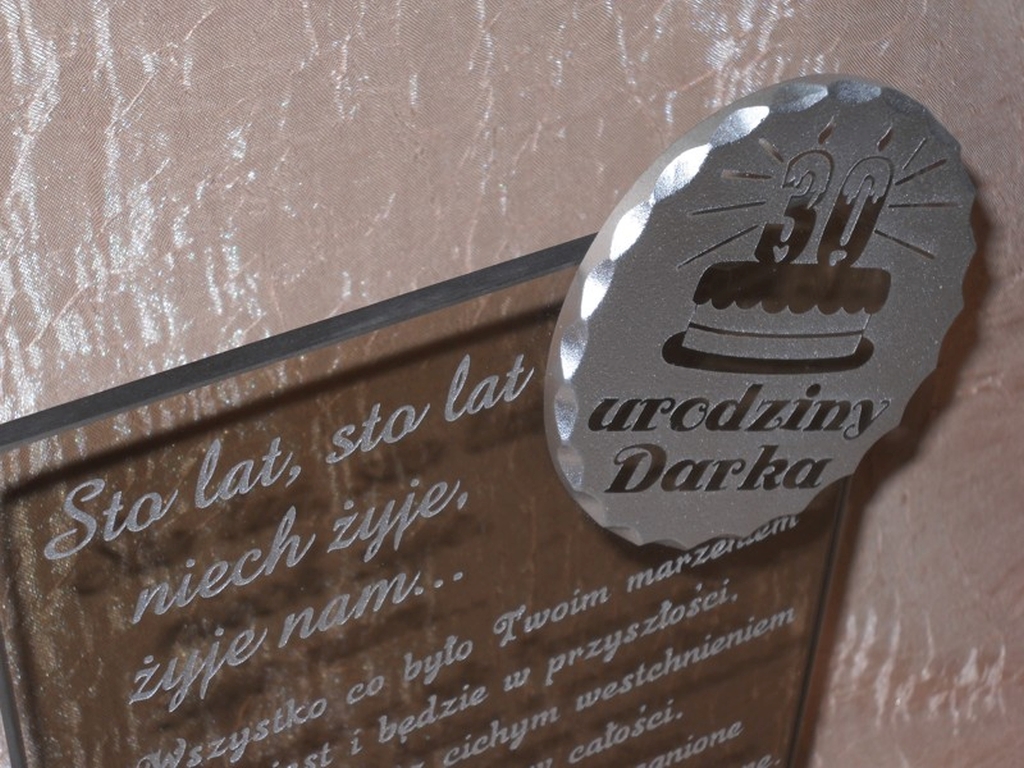 30
urodziny
Darka
Sto lat, sto lat
niech żyje,
żyje nam...
Wszystko co było Twoim marzeniem
i będzie w przyszłości,
cichym westchnieniem
całości.